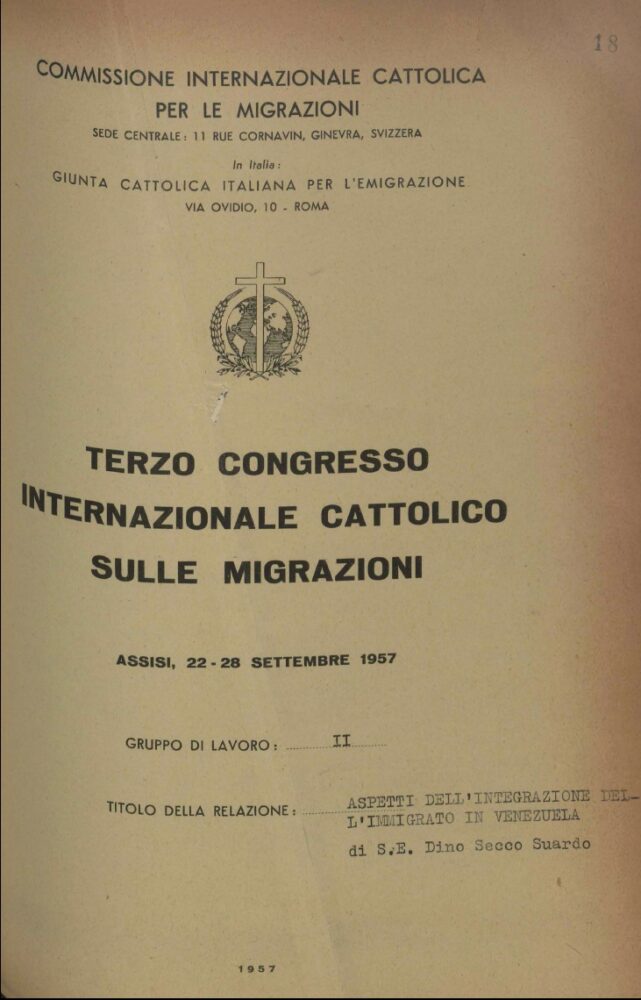 18
COMMISSIONE INTERNAZIONALE CATTOLICA
PER LE MIGRAZIONI
SEDE CENTRALE: 11 RUE CORNAVIN, GINEVRA, SVIZZERA
In Italia:
GIUNTA CATTOLICA ITALIANA PER L'EMIGRAZIONE
VIA OVIDIO, 10 - ROMA
TERZO CONGRESSO
INTERNAZIONALE CATTOLICO
SULLE MIGRAZIONI
ASSISI, 22-28 SETTEMBRE 1957
GRUPPO DI LAVORO: II
TITOLO DELLA RELAZIONE: ASPETTI DELL'INTEGRAZIONE DEL-
L'IMMIGRATO IN VENEZUELA
di S.E. Dino Secco Suardo
1957